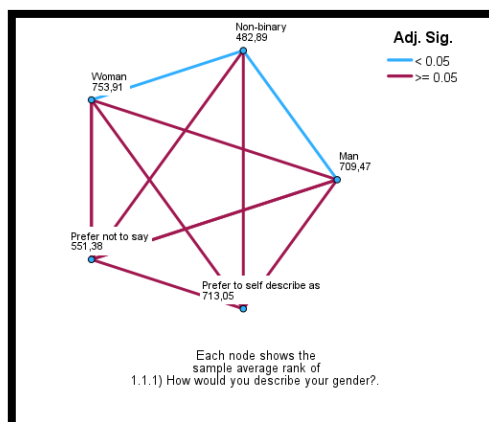 Non-binary
482,89
Adj. Sig.
< 0.05
>= 0.05
Woman
753,91
Man
709,47
Prefer not to say
551,38
Prefer to self describe as
713,05
Each node shows the
sample average rank of
1.1.1) How would you describe your gender?.